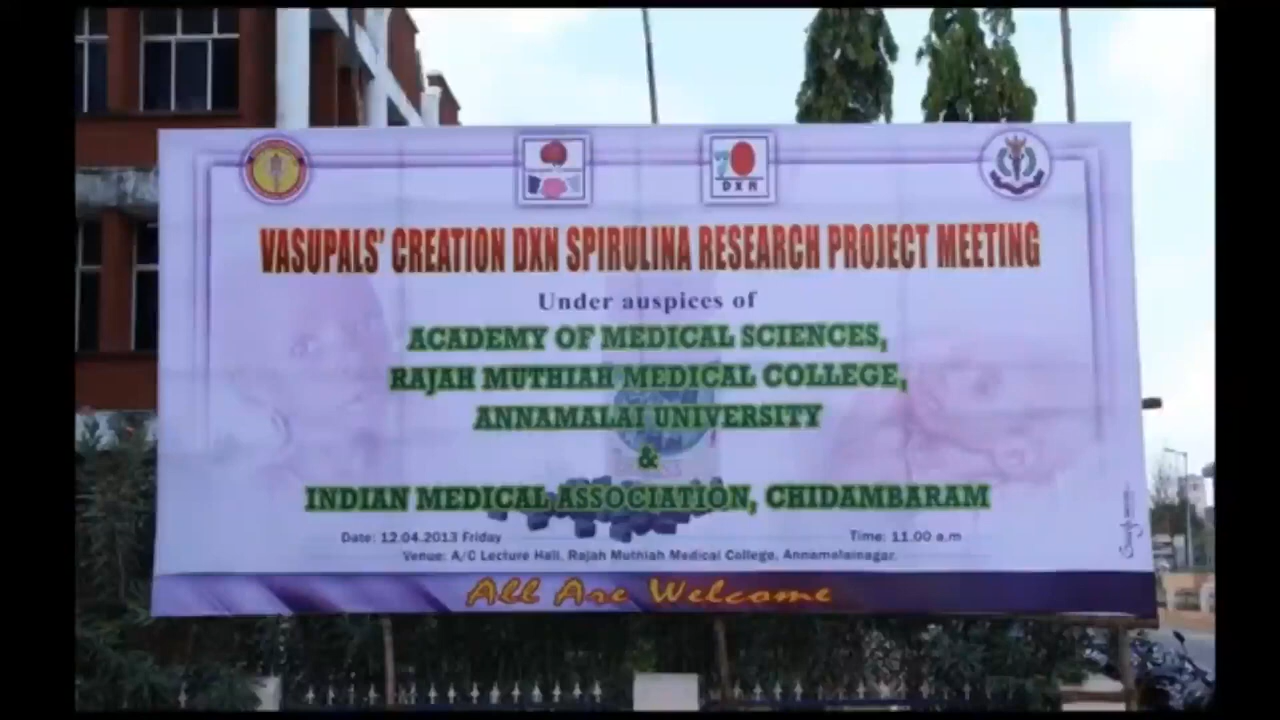 DXN
VASUPALS' CREATION DXN SPIRULINA RESEARCH PROJECT MEETING
Under auspices of
ACADEMY OF MEDICAL SCIENCES,
RAJAH MUTHIAH MEDICAL COLLEGE,
ANNAMALAI UNIVERSITY
&
INDIAN MEDICAL ASSOCIATION, CHIDAMBARAM
Date: 12.04.2013 Friday Time: 11.00 a.m
Venue: A/C Lecture Hall, Rajah Muthiah Medical College, Annamalainagar.
All Are Welcome